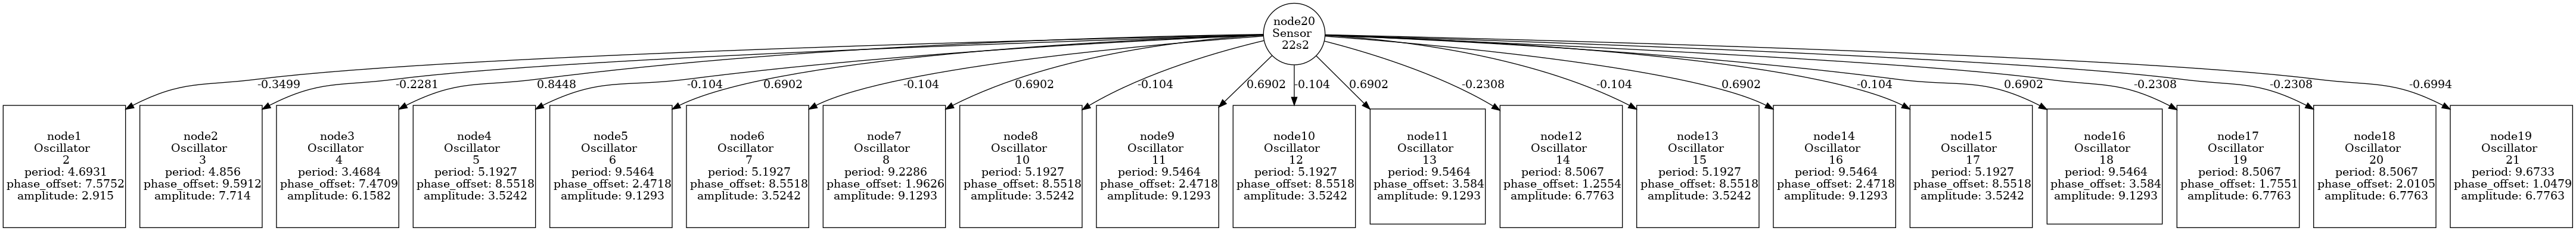 node20
Sensor
22s2
-0.3499
-0.2281
0.8448
-0.104
0.6902
-0.104
0.6902
-0.104
0.6902
-0.104
0.6902
-0.2308
-0.104
0.6902
-0.104
0.6902
-0.2308
-0.2308
-0.6994
node1
Oscillator
2
period: 4.6931
phase_offset: 7.5752
amplitude: 2.915
node2
Oscillator
3
period: 4.856
phase_offset: 9.5912
amplitude: 7.714
node3
Oscillator
4
period: 3.4684
phase_offset: 7.4709
amplitude: 6.1582
node4
Oscillator
5
period: 5.1927
phase_offset: 8.5518
amplitude: 3.5242
node5
Oscillator
6
period: 9.5464
phase_offset: 2.4718
amplitude: 9.1293
node6
Oscillator
7
period: 5.1927
phase_offset: 8.5518
amplitude: 3.5242
node7
Oscillator
8
period: 9.2286
phase_offset: 1.9626
amplitude: 9.1293
node8
Oscillator
10
period: 5.1927
phase_offset: 8.5518
amplitude: 3.5242
node9
Oscillator
11
period: 9.5464
phase_offset: 2.4718
amplitude: 9.1293
node10
Oscillator
12
period: 5.1927
phase_offset: 8.5518
amplitude: 3.5242
node11
Oscillator
13
period: 9.5464
phase_offset: 3.584
amplitude: 9.1293
node12
Oscillator
14
period: 8.5067
phase_offset: 1.2554
amplitude: 6.7763
node13
Oscillator
15
period: 5.1927
phase_offset: 8.5518
amplitude: 3.5242
node14
Oscillator
16
period: 9.5464
phase_offset: 2.4718
amplitude: 9.1293
node15
Oscillator
17
period: 5.1927
phase_offset: 8.5518
amplitude: 3.5242
node16
Oscillator
18
period: 9.5464
phase_offset: 3.584
amplitude: 9.1293
node17
Oscillator
19
period: 8.5067
phase_offset: 1.7551
amplitude: 6.7763
node18
Oscillator
20
period: 8.5067
phase_offset: 2.0105
amplitude: 6.7763
node19
Oscillator
21
period: 9.6733
phase_offset: 1.0479
amplitude: 6.7763